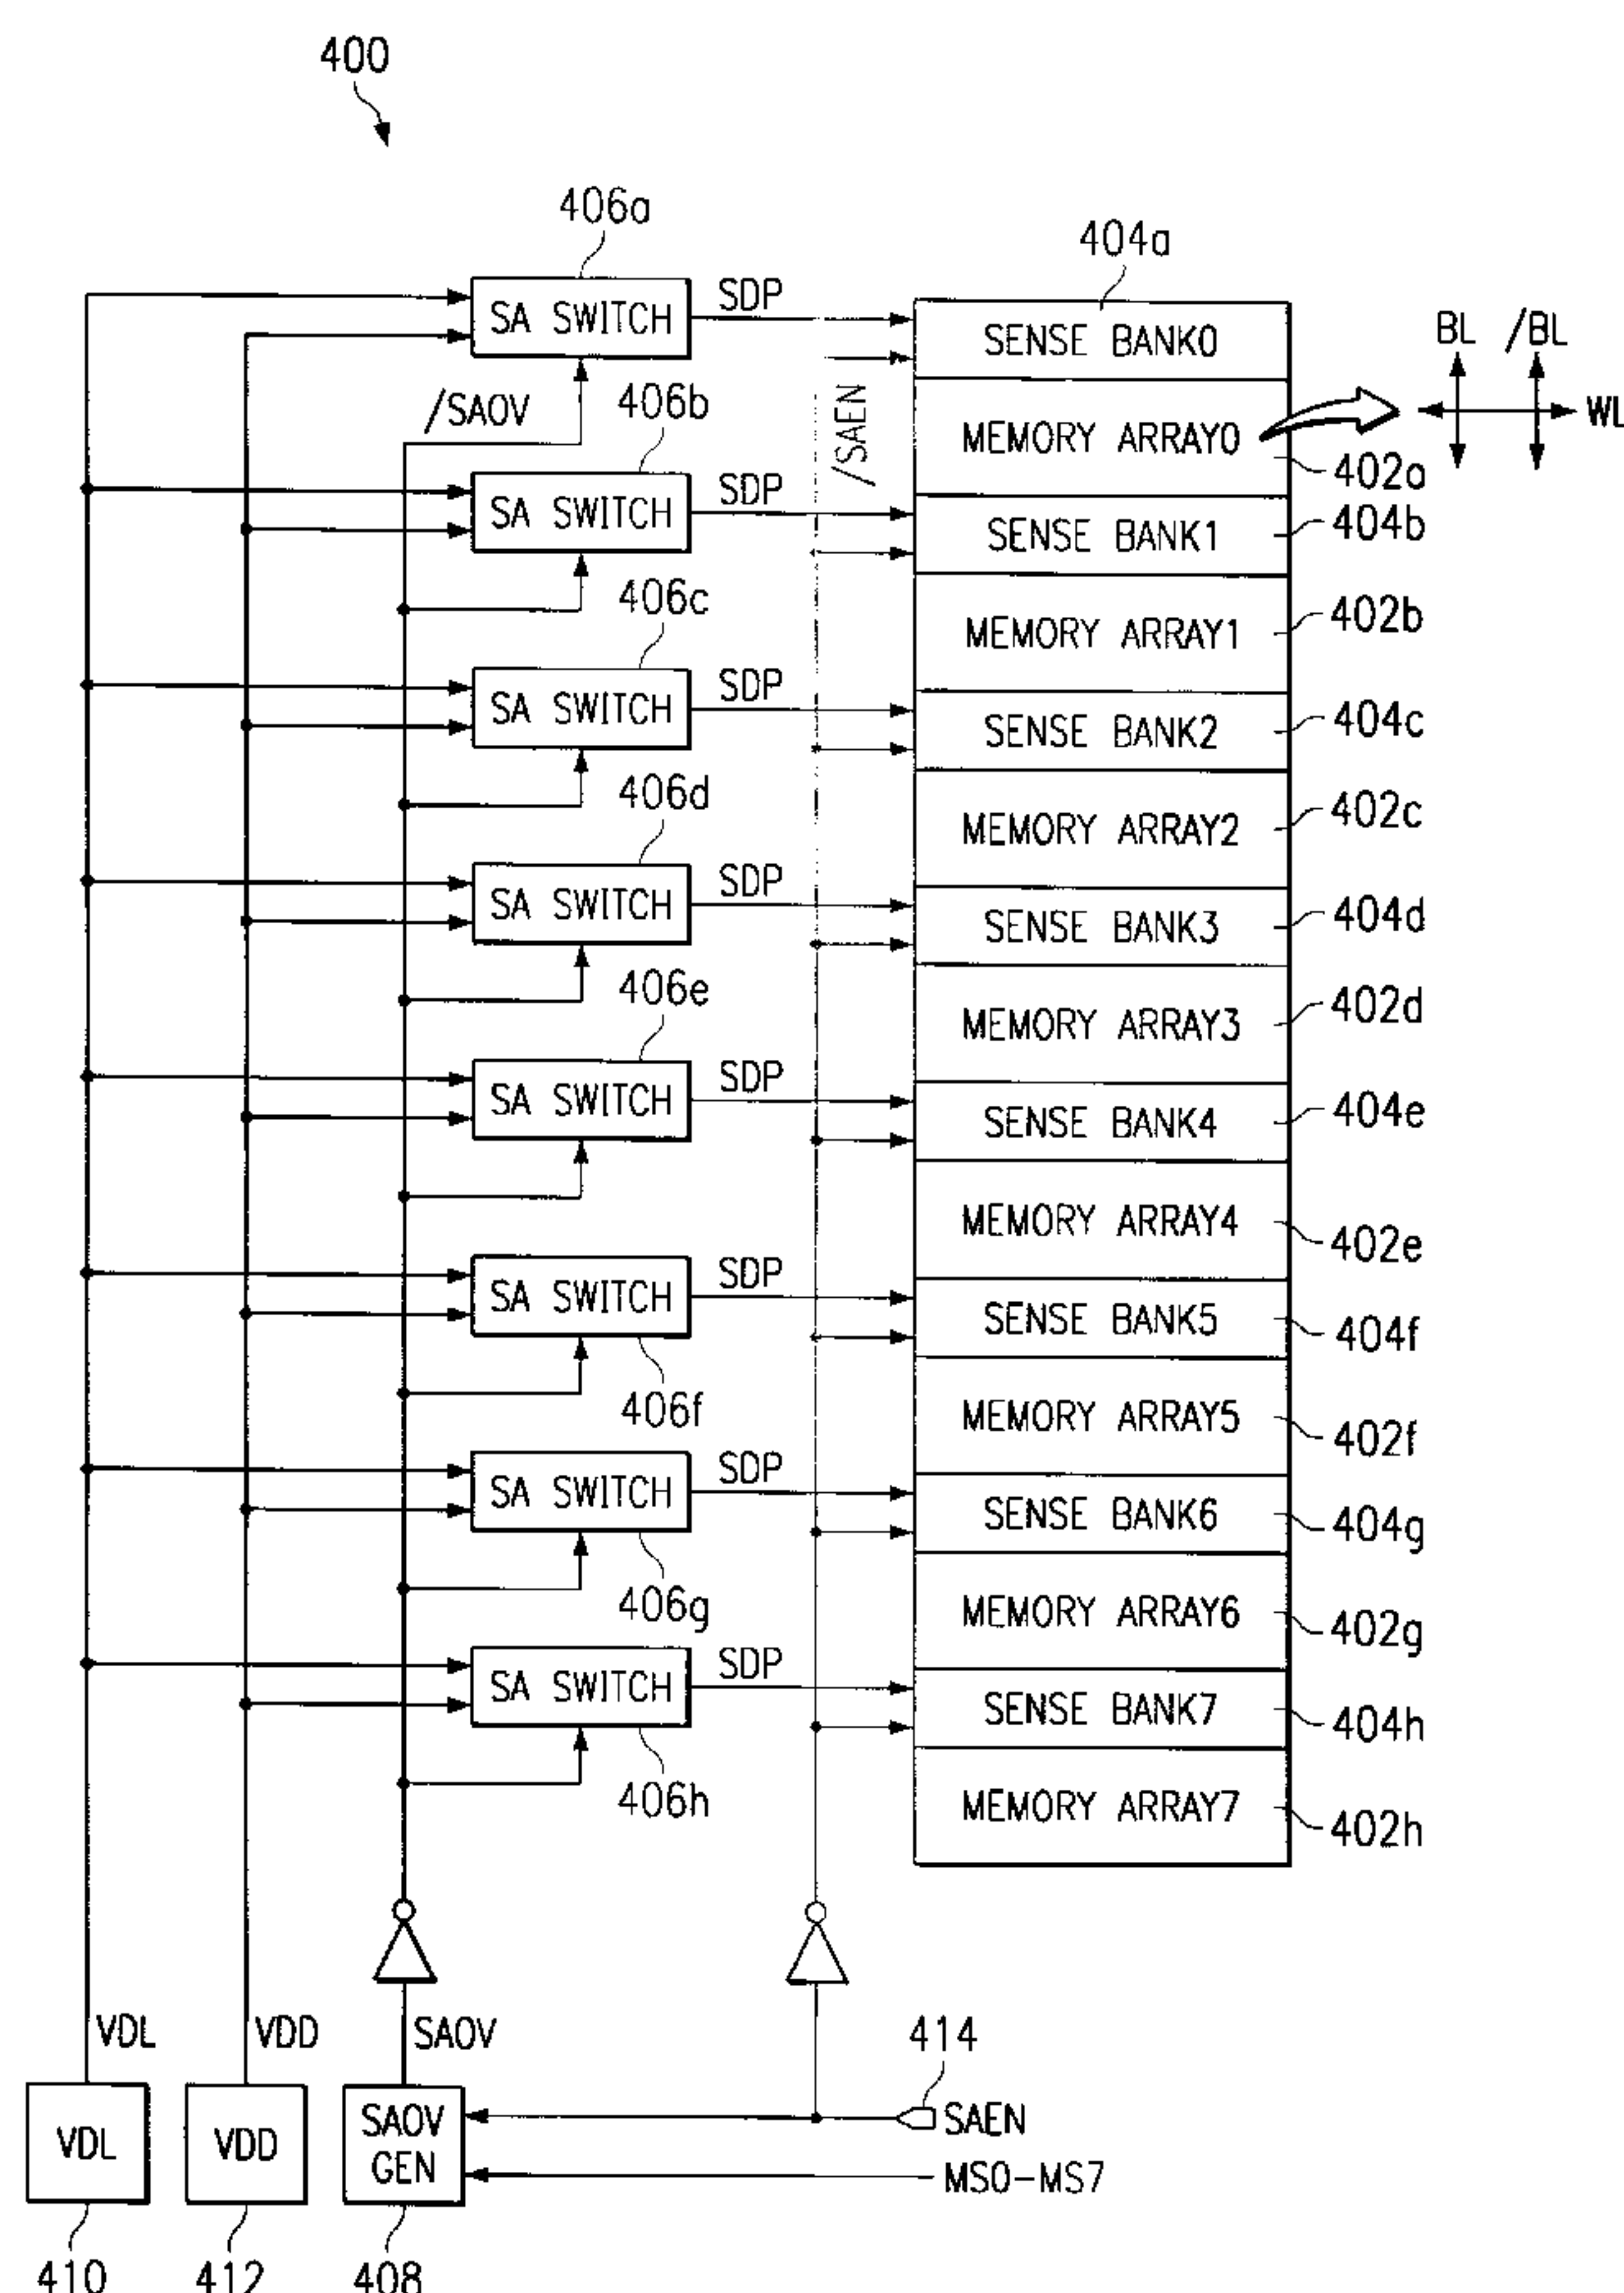 400
406a
404a
SA SWITCH
SDP
SENSE BANK0
BL
/BL
WL
/SAOV
406b
/SAEN
MEMORY ARRAY0
402a
SA SWITCH
SDP
SENSE BANK1
404b
406c
MEMORY ARRAY1
402b
SA SWITCH
SDP
SENSE BANK2
404c
406d
MEMORY ARRAY2
402c
SA SWITCH
SDP
SENSE BANK3
404d
406e
MEMORY ARRAY3
402d
SA SWITCH
SDP
SENSE BANK4
404e
MEMORY ARRAY4
402e
SA SWITCH
SDP
SENSE BANK5
404f
406f
MEMORY ARRAY5
402f
SA SWITCH
SDP
SENSE BANK6
404g
406g
MEMORY ARRAY6
402g
SA SWITCH
SDP
SENSE BANK7
404h
406h
MEMORY ARRAY7
402h
VDL
VDD
SAOV
414
VDL
VDD
SAOV
GEN
SAEN
MS0-MS7
410
412
408